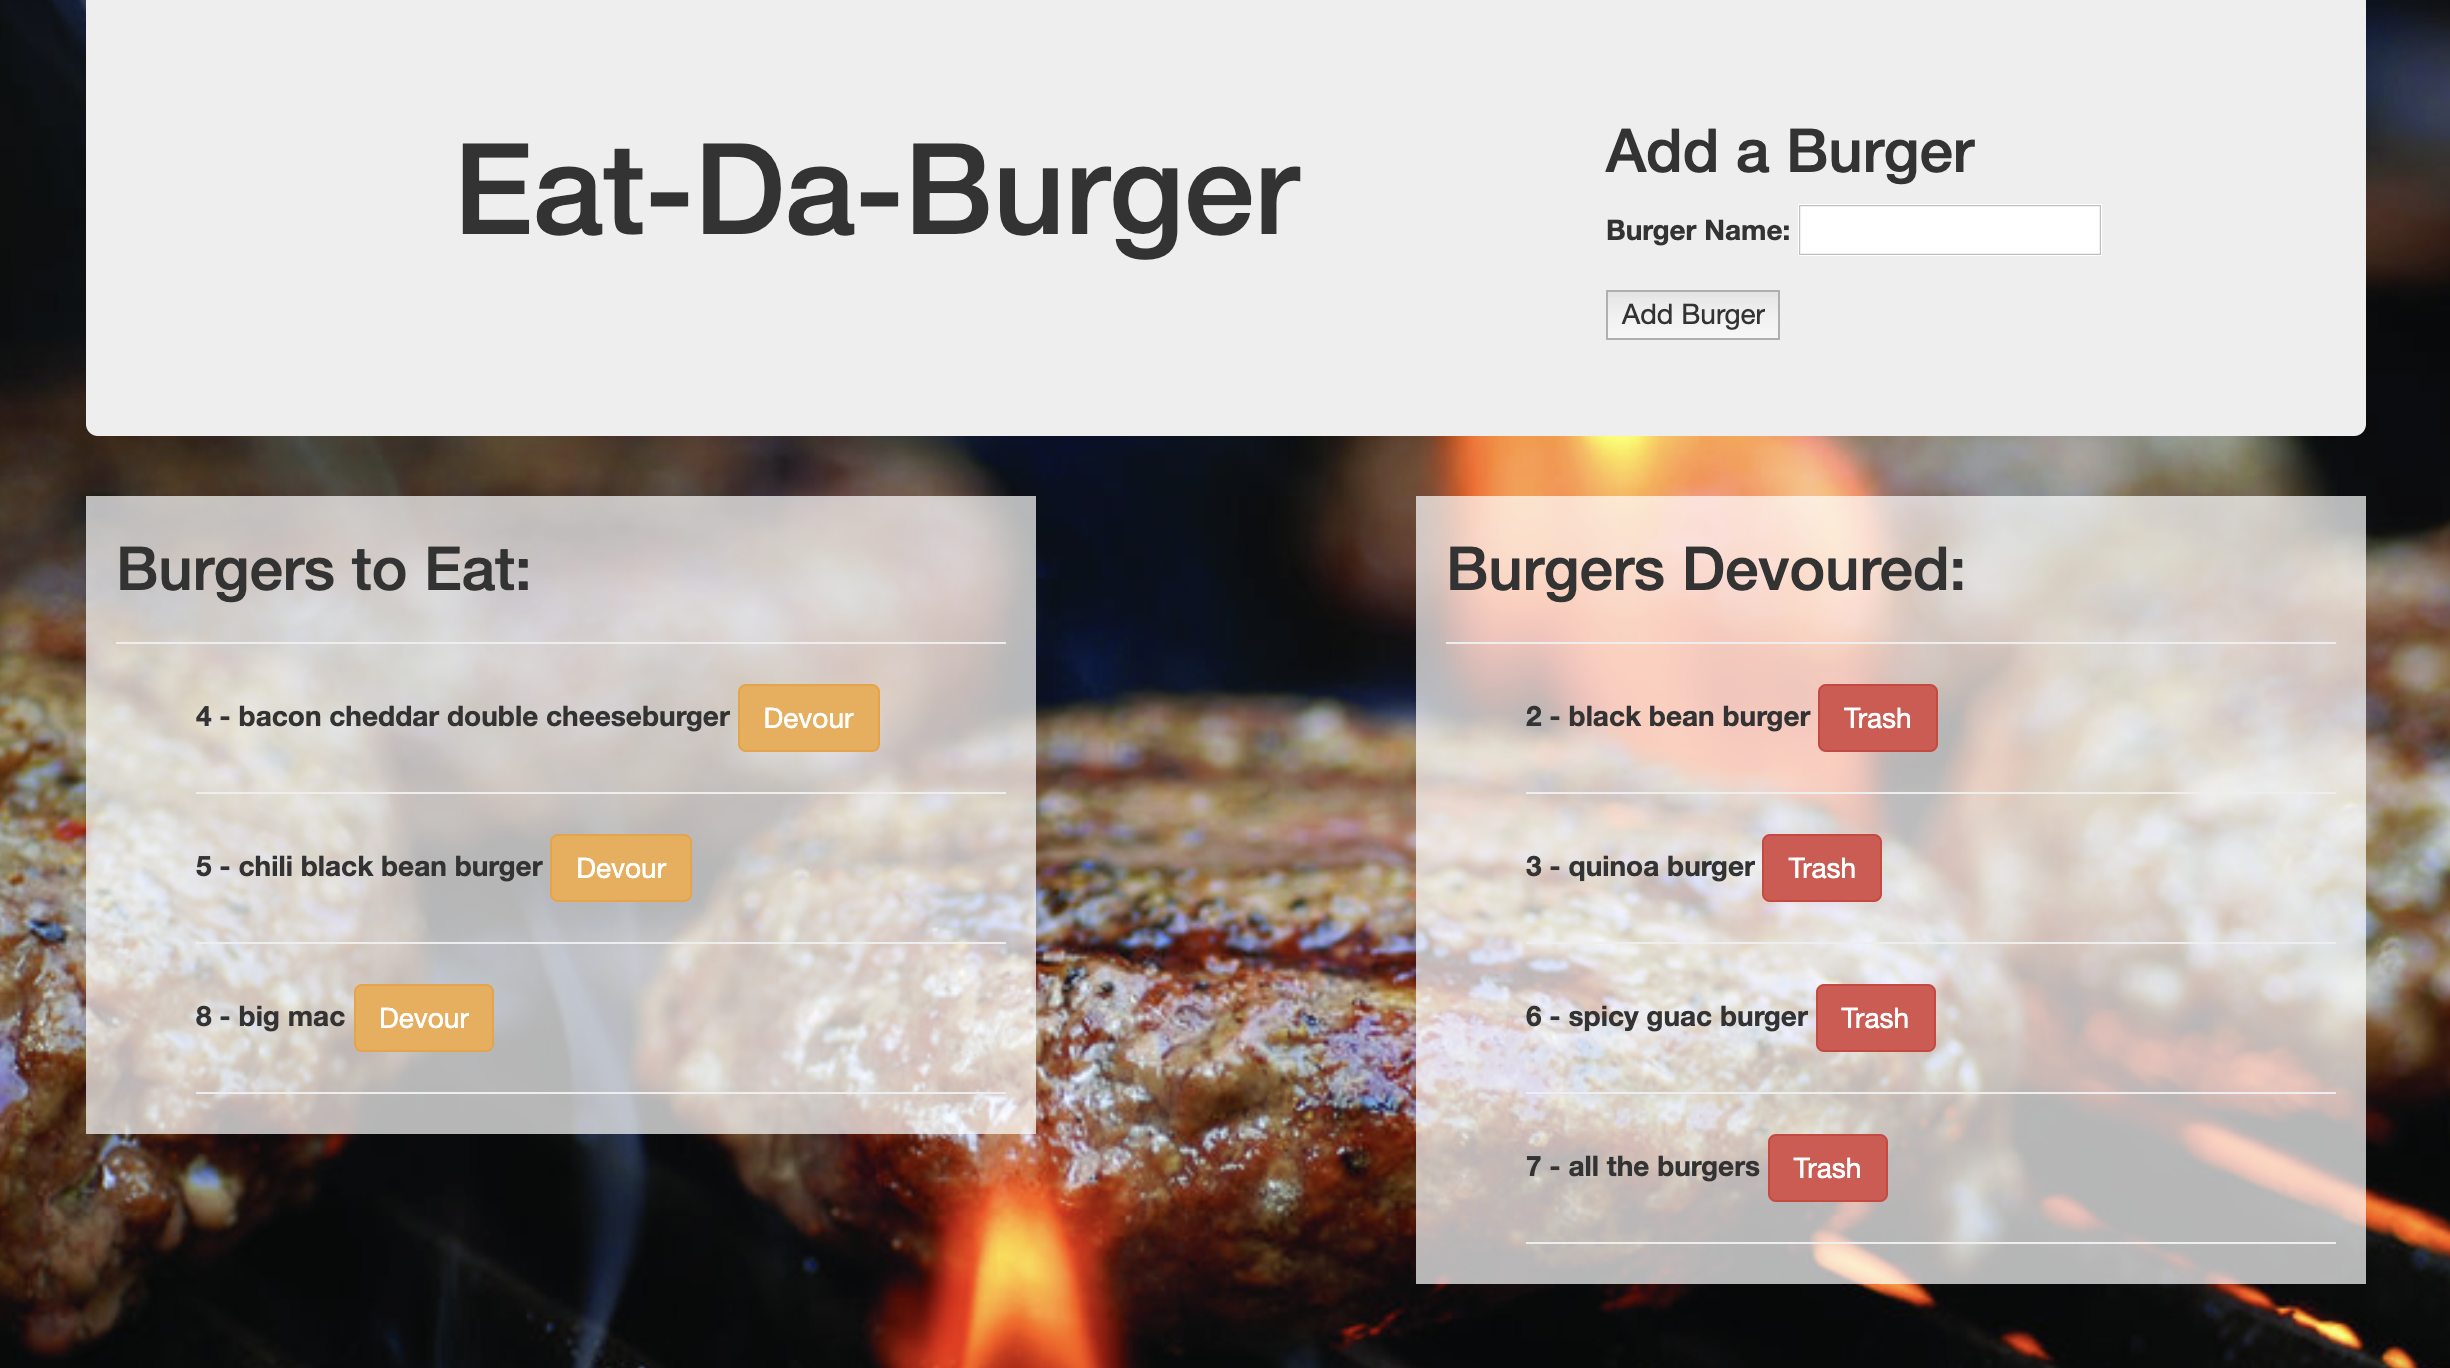 Eat-Da-Burger
Add a Burger
Burger Name:
Add Burger
Burgers to Eat:
4 - bacon cheddar double cheeseburger Devour
5 - chili black bean burger Devour
8 - big mac Devour
Burgers Devoured:
2 - black bean burger Trash
3 - quinoa burger Trash
6 - spicy guac burger Trash
7 - all the burgers Trash